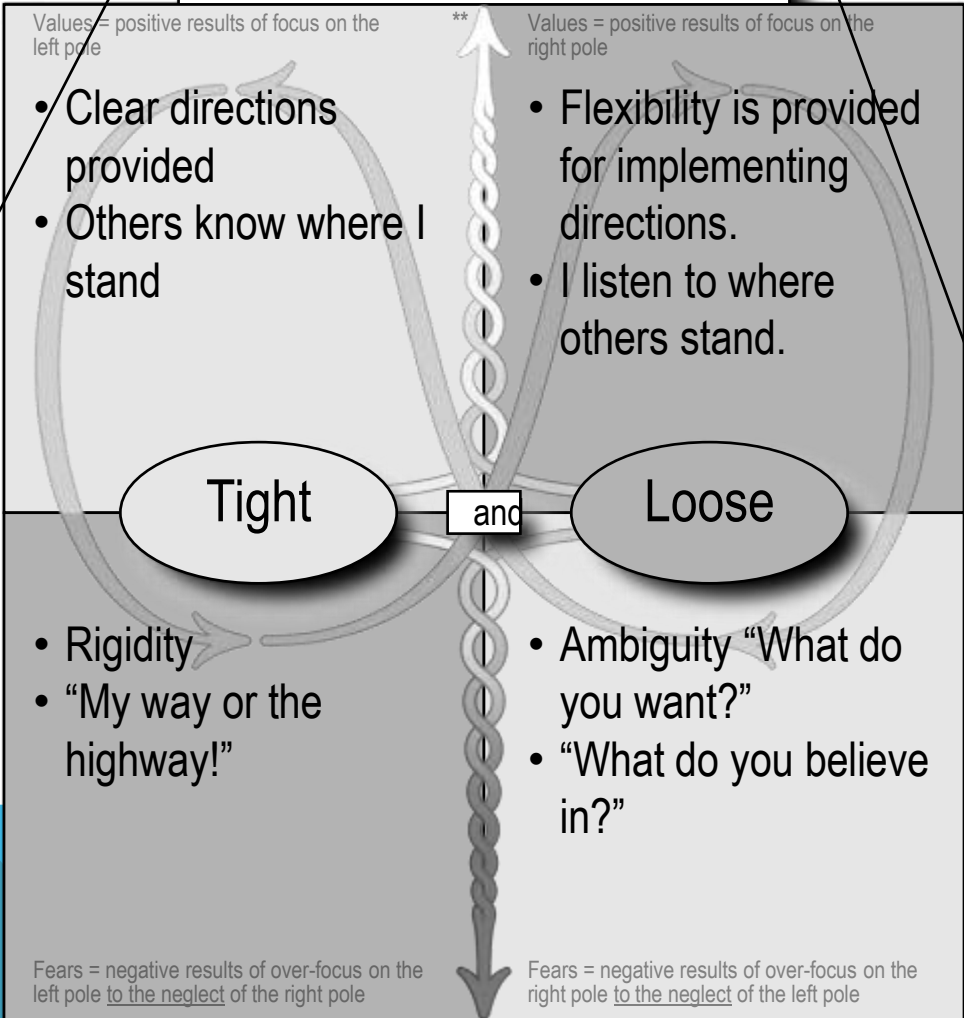 Values = positive results of focus on the
left pole
**
Values = positive results of focus on the
right pole
• Clear directions
provided
• Others know where I
stand
• Flexibility is provided
for implementing
directions.
• I listen to where
others stand.
Tight
and
Loose
• Rigidity
• “My way or the
highway!”
• Ambiguity “What do
you want?”
• “What do you believe
in?”
Fears = negative results of over-focus on the
left pole to the neglect of the right pole
Fears = negative results of over-focus on the
right pole to the neglect of the left pole